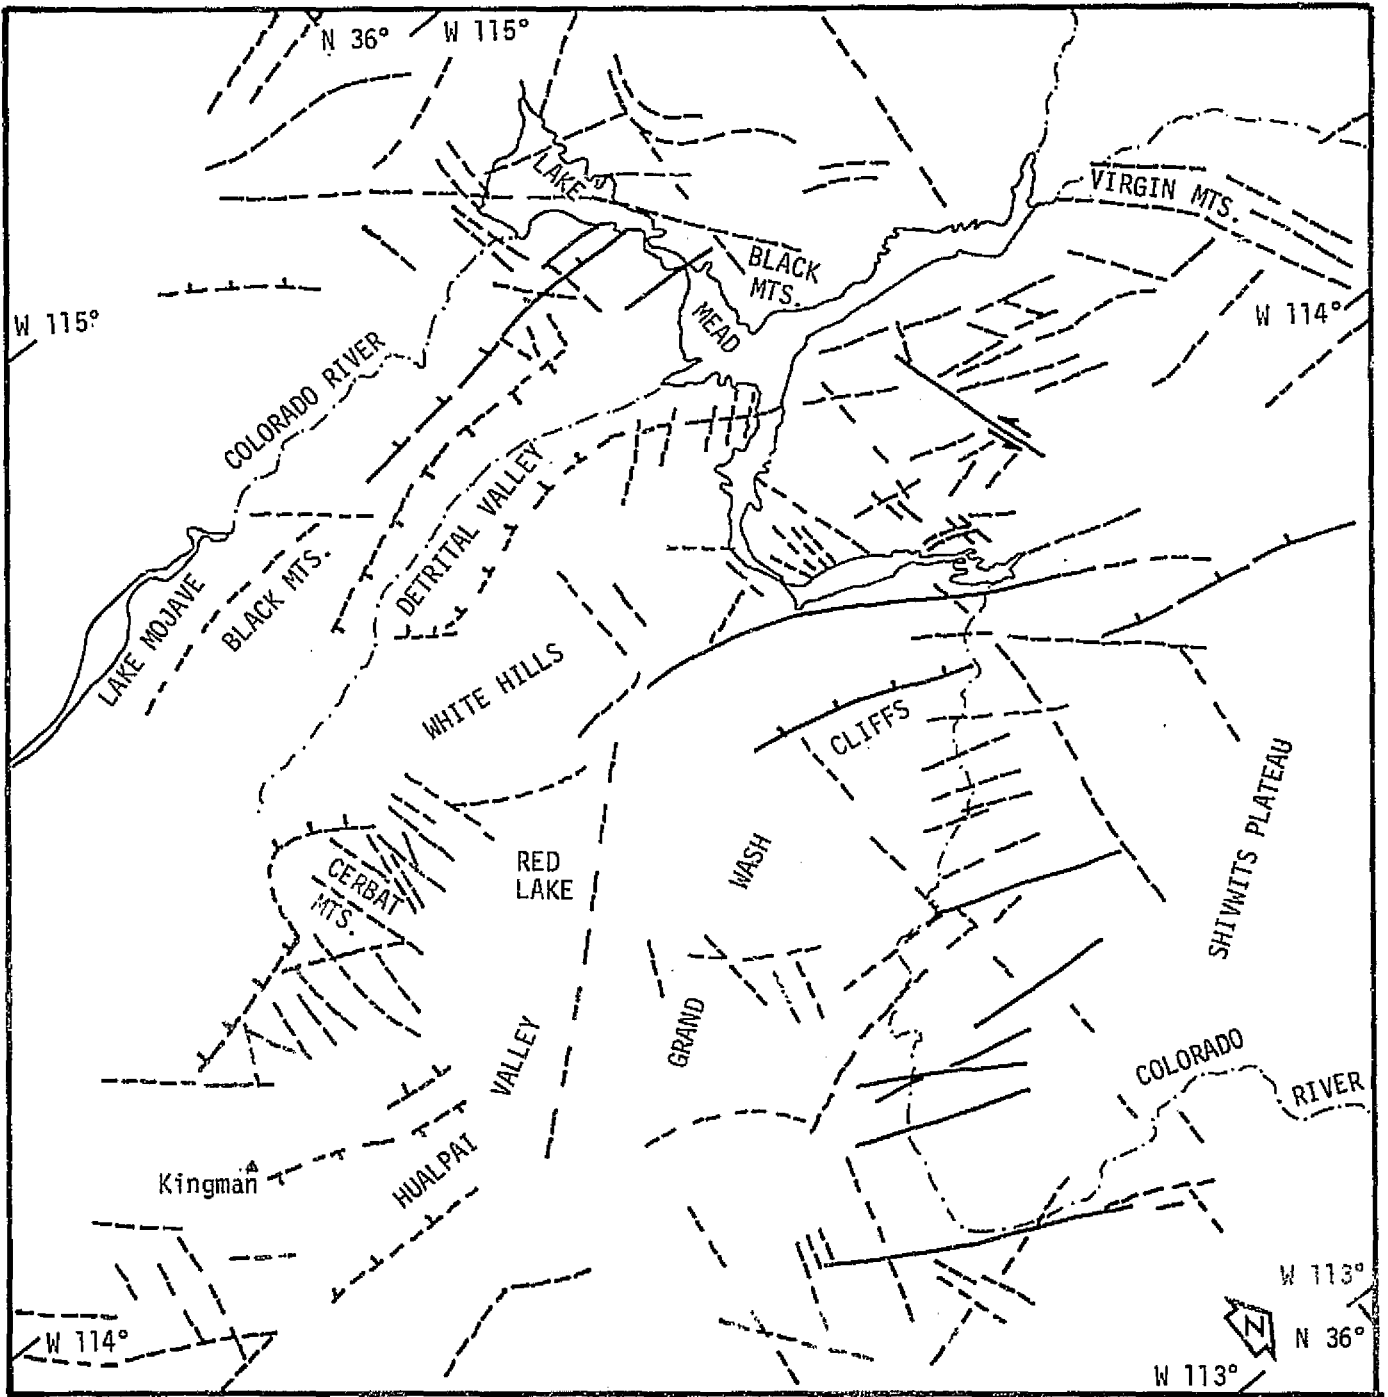 N 36°
W 115°
LAKE
VIRGIN MTS.
BLACK
MTS.
MEAD
W 115°
W 114°
COLORADO RIVER
DETRITAL VALLEY
LAKE MOJAVE
BLACK MTS.
WHITE HILLS
CLIFFS
SHIVWITS PLATEAU
WASH
RED
LAKE
CERBAT
MTS.
GRAND
VALLEY
COLORADO
RIVER
Kingman
HUALPAI
W 113°
W 114°
N
N 36°
W 113°